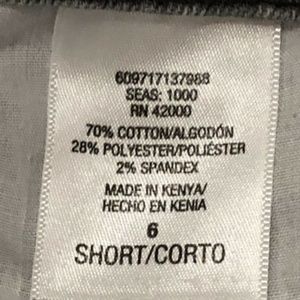 609717137988
SEAS: 1000
RN 42000
70% COTTON/ALGODÓN
28% POLYESTER/POLIÉSTER
2% SPANDEX
MADE IN KENYA/
HECHO EN KENIA
6
SHORT/CORTO